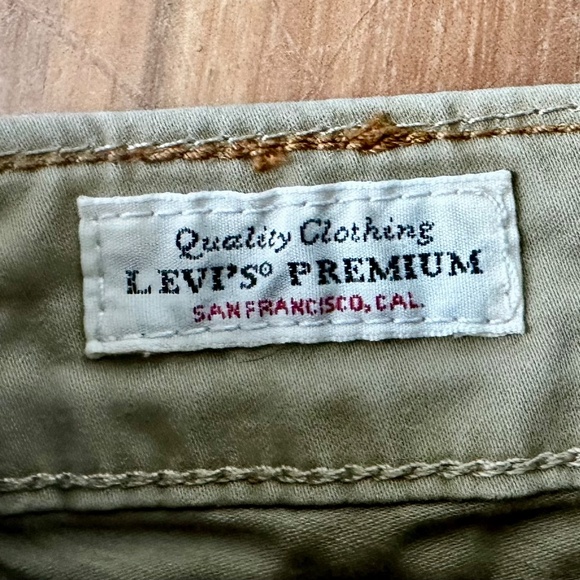 Quality Clothing
LEVI'S® PREMIUM
SAN FRANCISCO, CAL.